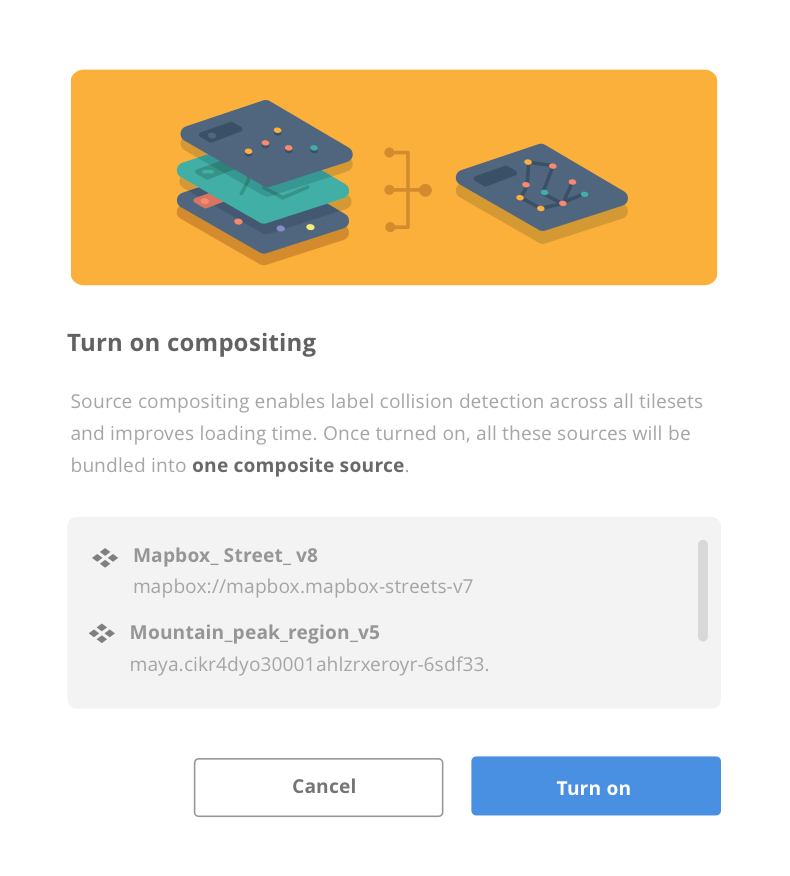 Turn on compositing
Source compositing enables label collision detection across all tilesets
and improves loading time. Once turned on, all these sources will be
bundled into one composite source.
Mapbox_ Street_ v8
mapbox://mapbox.mapbox-streets-v7
Mountain_peak_region_v5
maya.cikr4dyo30001ahlzrxeroyr-6sdf33.
Cancel
Turn on